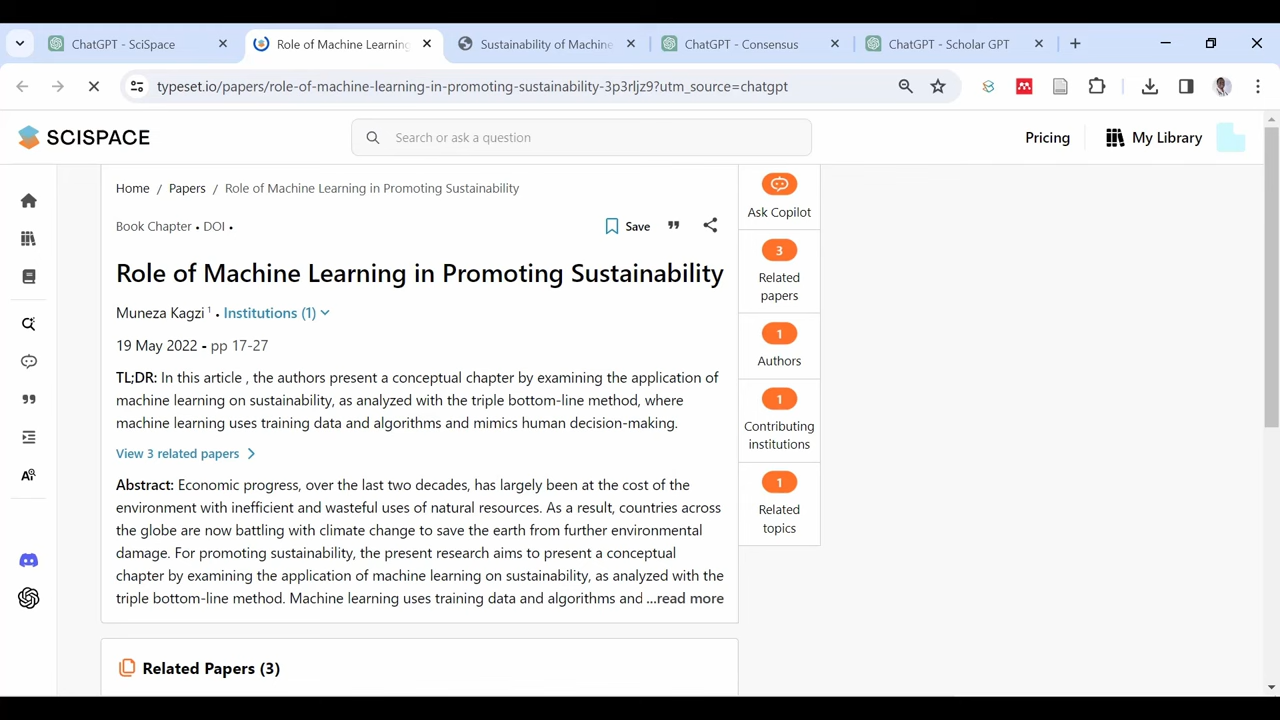 ChatGPT - SciSpace
Role of Machine Learning
Sustainability of Machine
ChatGPT - Consensus
ChatGPT - Scholar GPT
typeset.io/papers/role-of-machine-learning-in-promoting-sustainability-3p3rljz9?utm_source=chatgpt
SCISPACE
Search or ask a question
Pricing
My Library
Home / Papers / Role of Machine Learning in Promoting Sustainability
Book Chapter • DOI •
Save
Role of Machine Learning in Promoting Sustainability
Muneza Kagzi 1 • Institutions (1)
19 May 2022 - pp 17-27
TL;DR: In this article , the authors present a conceptual chapter by examining the application of
machine learning on sustainability, as analyzed with the triple bottom-line method, where
machine learning uses training data and algorithms and mimics human decision-making.
View 3 related papers
Abstract: Economic progress, over the last two decades, has largely been at the cost of the
environment with inefficient and wasteful uses of natural resources. As a result, countries across
the globe are now battling with climate change to save the earth from further environmental
damage. For promoting sustainability, the present research aims to present a conceptual
chapter by examining the application of machine learning on sustainability, as analyzed with the
triple bottom-line method. Machine learning uses training data and algorithms and ...read more
Related Papers (3)
Ask Copilot
3
Related
papers
1
Authors
1
Contributing
institutions
1
Related
topics